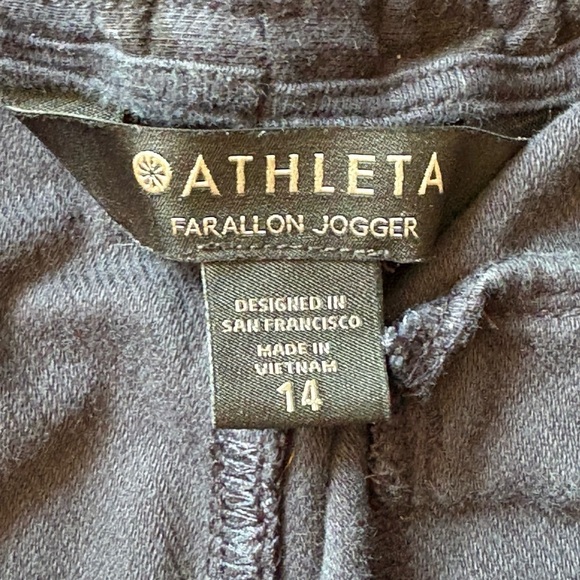 ATHLETA
FARALLON JOGGER
DESIGNED IN
SAN FRANCISCO
MADE IN
VIETNAM
14